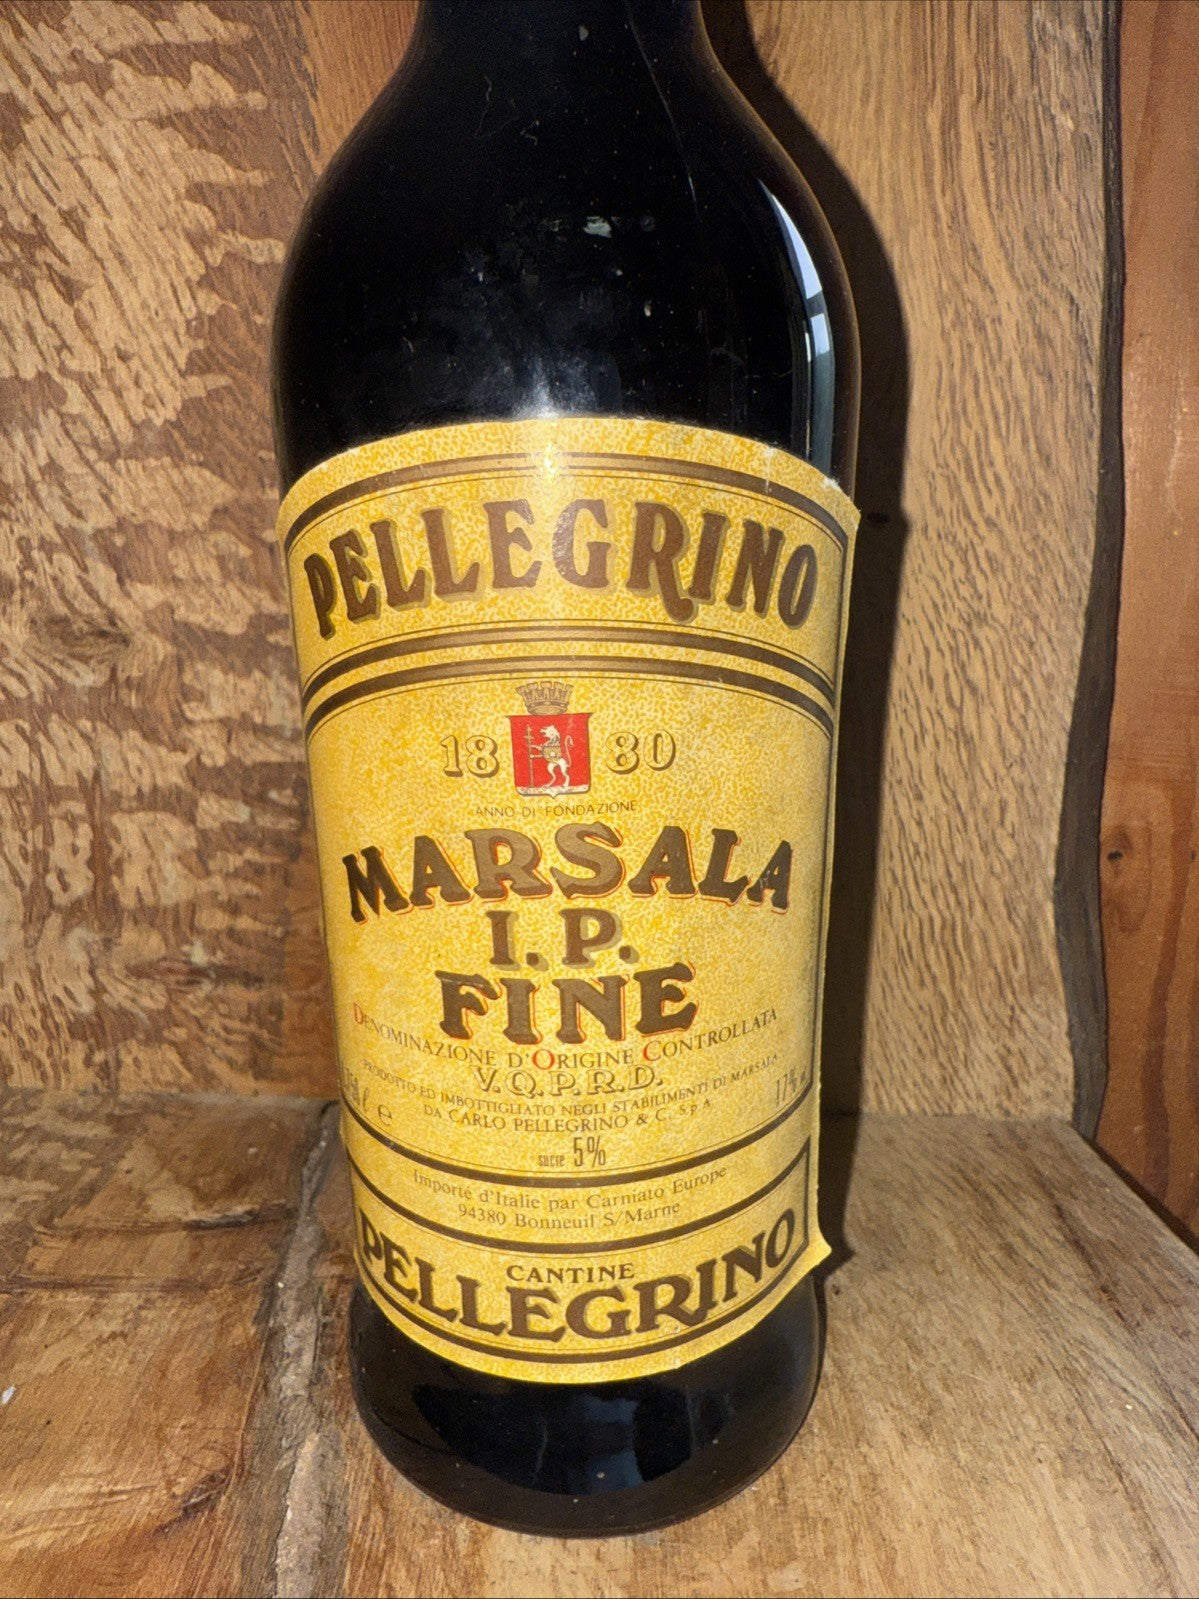 PELLEGRINO
18 80
ANNO DI FONDAZIONE
MARSALA
I.P.
FINE
DENOMINAZIONE D'ORIGINE CONTROLLATA
V.Q.P.R.D.
PRODOTTO ED IMBOTTIGLIATO NEGLI STABILIMENTI DI MARSALA
DA CARLO PELLEGRINO & C. S.p.A.
ℓ e
17%
sucre 5%
Importé d'Italie par Carniato Europe
94380 Bonneuil S/Marne
CANTINE
PELLEGRINO